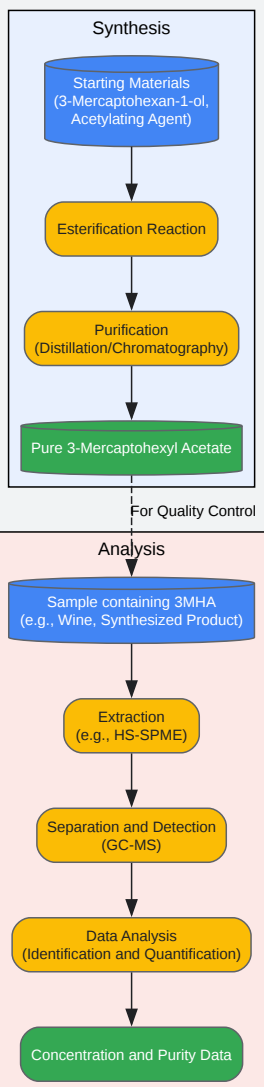 Synthesis
Starting Materials
(3-Mercaptohexan-1-ol,
Acetylating Agent)
Esterification Reaction
Purification
(Distillation/Chromatography)
Pure 3-Mercaptohexyl Acetate
For Quality Control
Analysis
Sample containing 3MHA
(e.g., Wine, Synthesized Product)
Extraction
(e.g., HS-SPME)
Separation and Detection
(GC-MS)
Data Analysis
(Identification and Quantification)
Concentration and Purity Data